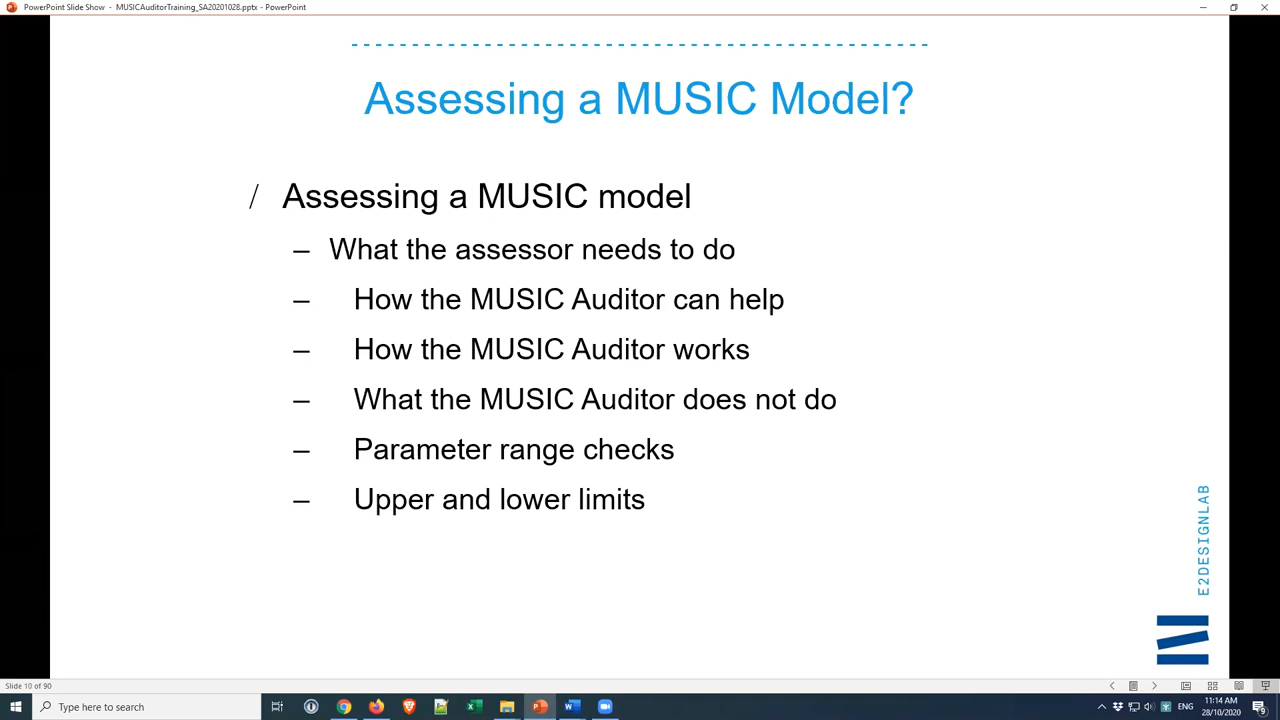 PowerPoint Slide Show - MUSICAuditorTraining_SA20201028.pptx - PowerPoint
Assessing a MUSIC Model?
/ Assessing a MUSIC model
– What the assessor needs to do
– How the MUSIC Auditor can help
– How the MUSIC Auditor works
– What the MUSIC Auditor does not do
– Parameter range checks
– Upper and lower limits
E2DESIGNLAB
Slide 10 of 90
Type here to search
ENG
11:14 AM
28/10/2020
9